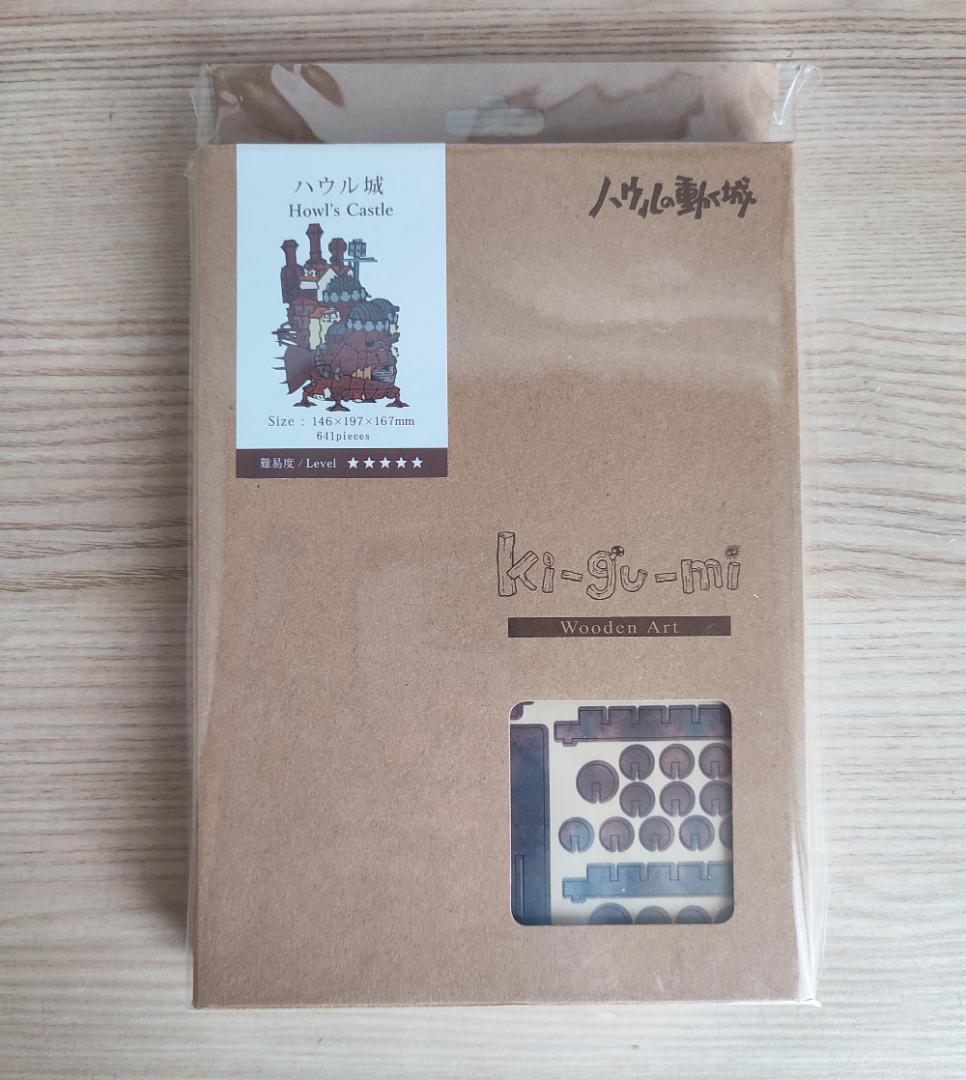 ハウル城
Howl's Castle
Size : 146×197×167mm
641pieces
難易度/Level ★★★★★
ハウルの動く城
ki-gu-mi
Wooden Art